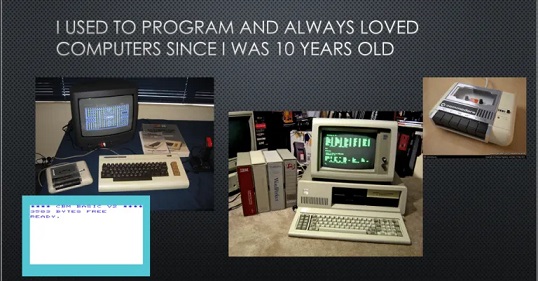 I USED TO PROGRAM AND ALWAYS LOVED
COMPUTERS SINCE I WAS 10 YEARS OLD
**** CBM BASIC V2 ****
3583 BYTES FREE
READY.